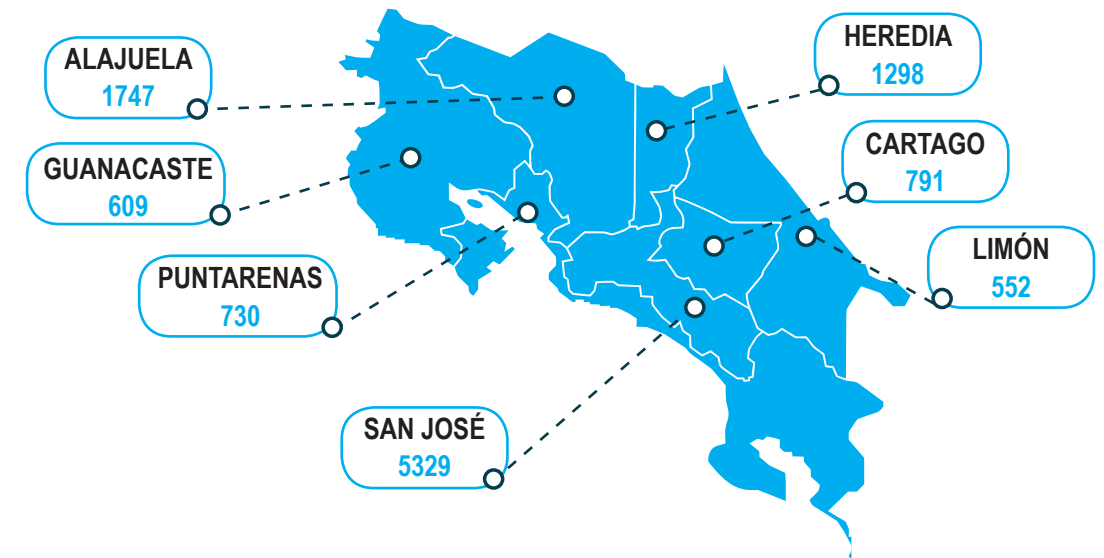 ALAJUELA
1747
HEREDIA
1298
GUANACASTE
609
CARTAGO
791
PUNTARENAS
730
LIMÓN
552
SAN JOSÉ
5329